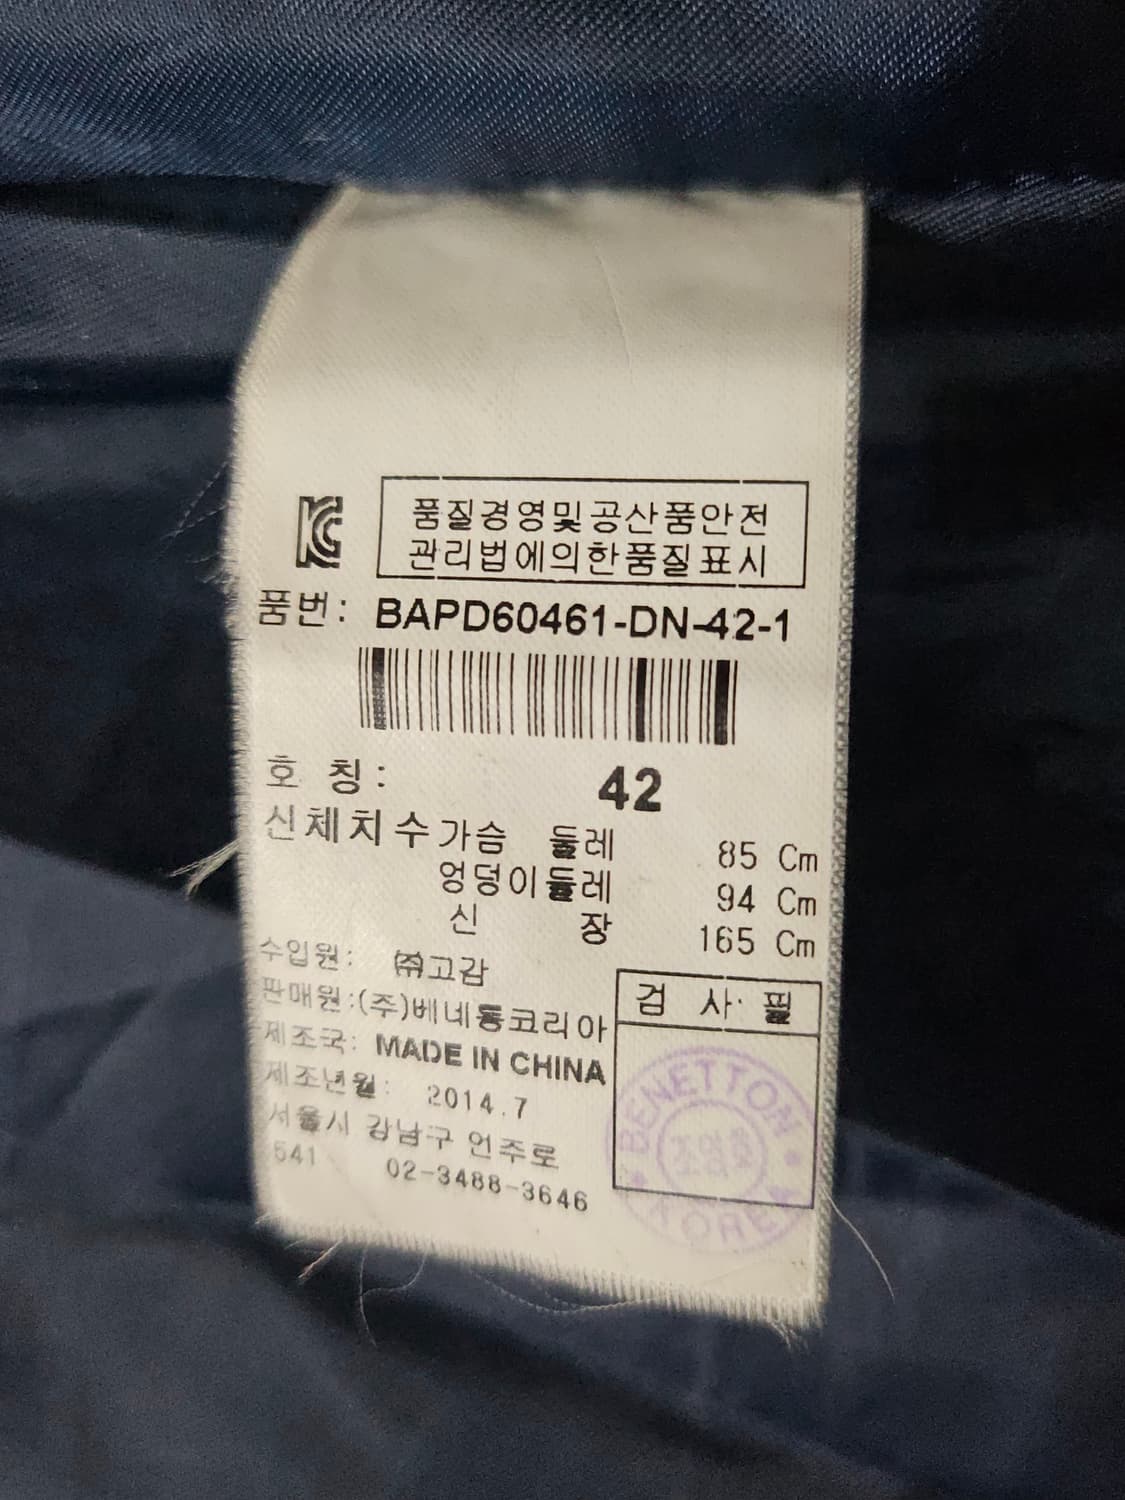 품질경영및공산품안전
관리법에의한품질표시
품번: BAPD60461-DN-42-1
호 칭: 42
신체치수 가슴 둘레 85 Cm
엉덩이둘레 94 Cm
신 장 165 Cm
수입원: ㈜고감
판매원:(주)베네통코리아
제조국: MADE IN CHINA
제조년월: 2014.7
서울시 강남구 언주로
541 02-3488-3646
검 사 필
BENETTON
KOREA